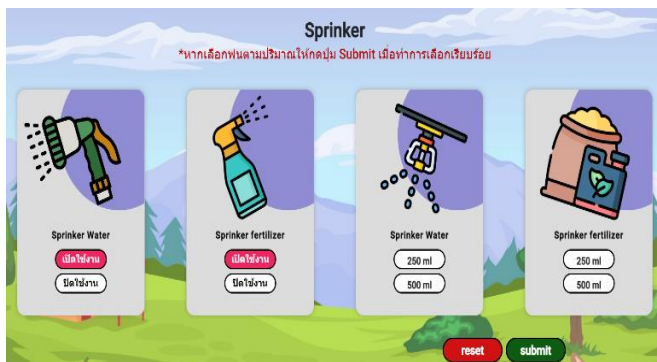 Sprinker
*หากเลือกพ่นตามปริมาณให้กดปุ่ม Submit เมื่อทำการเลือกเรียบร้อย
Sprinker Water
เปิดใช้งาน
ปิดใช้งาน
Sprinker fertilizer
เปิดใช้งาน
ปิดใช้งาน
Sprinker Water
250 ml
500 ml
Sprinker fertilizer
250 ml
500 ml
reset
submit